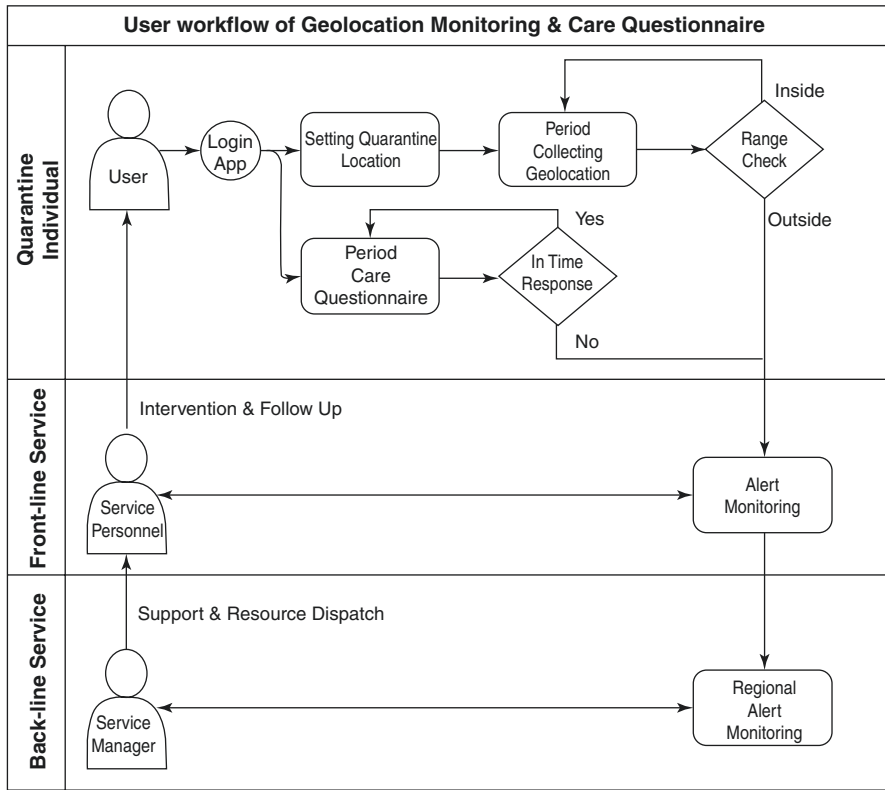 User workflow of Geolocation Monitoring & Care Questionnaire
Quarantine
Individual
User
Login
App
Setting Quarantine
Location
Period
Collecting
Geolocation
Range
Check
Inside
Outside
Period
Care
Questionnaire
In Time
Response
Yes
No
Front-line Service
Intervention & Follow Up
Service
Personnel
Alert
Monitoring
Back-line Service
Support & Resource Dispatch
Service
Manager
Regional
Alert
Monitoring